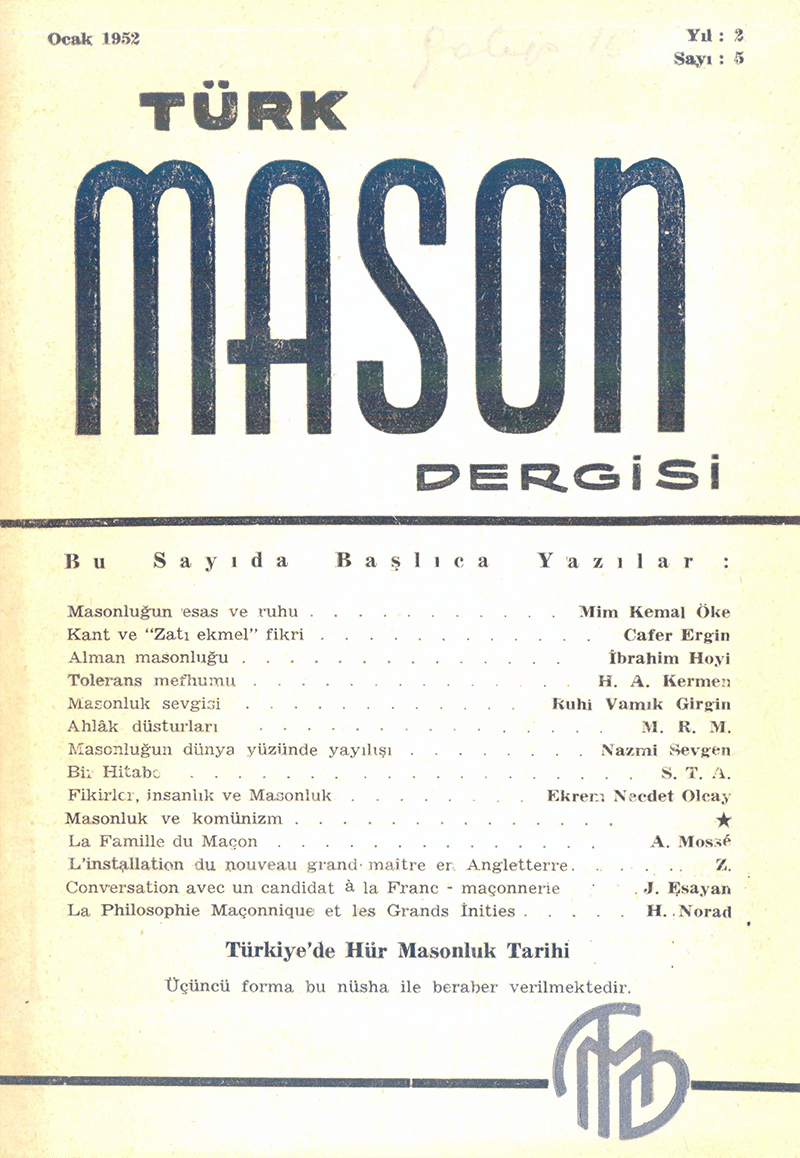 Ocak 1952
Yıl : 2
Sayı : 5
TÜRK
MASON
DERGİSİ
Bu Sayıda Başlıca Yazılar :
Masonluğun esas ve ruhu . . . . . . . . . . . Mim Kemal Öke
Kant ve "Zatı ekmel" fikri . . . . . . . . . . . . Cafer Ergin
Alman masonluğu . . . . . . . . . . . . . . İbrahim Hoyi
Tolerans mefhumu . . . . . . . . . . . . . . H. A. Kermen
Masonluk sevgisi . . . . . . . . . . . . Ruhi Vamık Girgin
Ahlâk düsturları . . . . . . . . . . . . . . . M. R. M.
Masonluğun dünya yüzünde yayılışı . . . . . . . . Nazmi Sevgen
Bir Hitabe . . . . . . . . . . . . . . . . . . S. T. A.
Fikirler, insanlık ve Masonluk . . . . . . . Ekrem Necdet Olcay
Masonluk ve komünizm . . . . . . . . . . . . . . ★
La Famille du Maçon . . . . . . . . . . . . . A. Mossé
L'installation du nouveau grand maître en Angletterre . . . . . . Z.
Conversation avec un candidat à la Franc - maçonnerie . J. Eşayan
La Philosophie Maçonnique et les Grands İnities . . . . . H. Norad
Türkiye'de Hür Masonluk Tarihi
Üçüncü forma bu nüsha ile beraber verilmektedir.
TMD